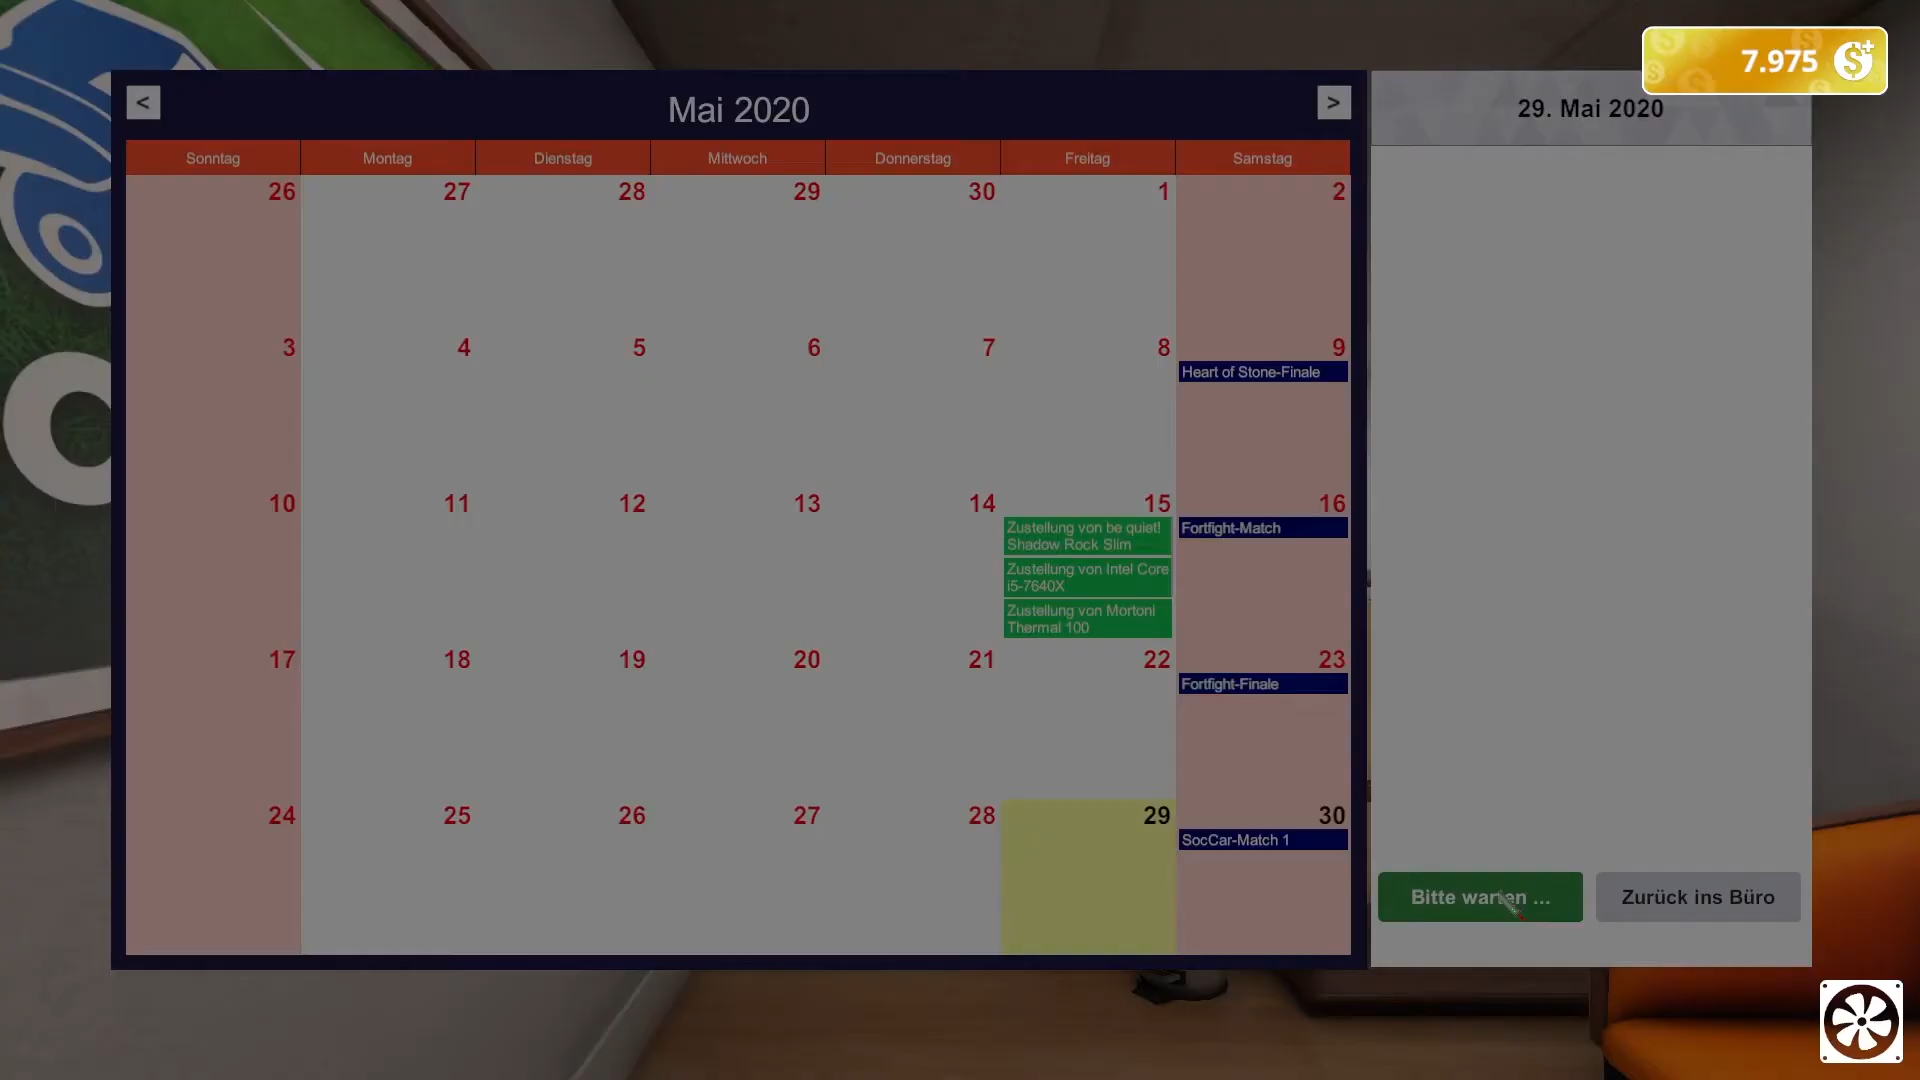 7.975
<
Mai 2020
>
29. Mai 2020
Sonntag
Montag
Dienstag
Mittwoch
Donnerstag
Freitag
Samstag
26
27
28
29
30
1
2
3
4
5
6
7
8
9
Heart of Stone-Finale
10
11
12
13
14
15
16
Zustellung von be quiet!
Shadow Rock Slim
Zustellung von Intel Core
i5-7640X
Zustellung von Mortoni
Thermal 100
Fortfight-Match
17
18
19
20
21
22
23
Fortfight-Finale
24
25
26
27
28
29
30
SocCar-Match 1
Bitte warten ...
Zurück ins Büro